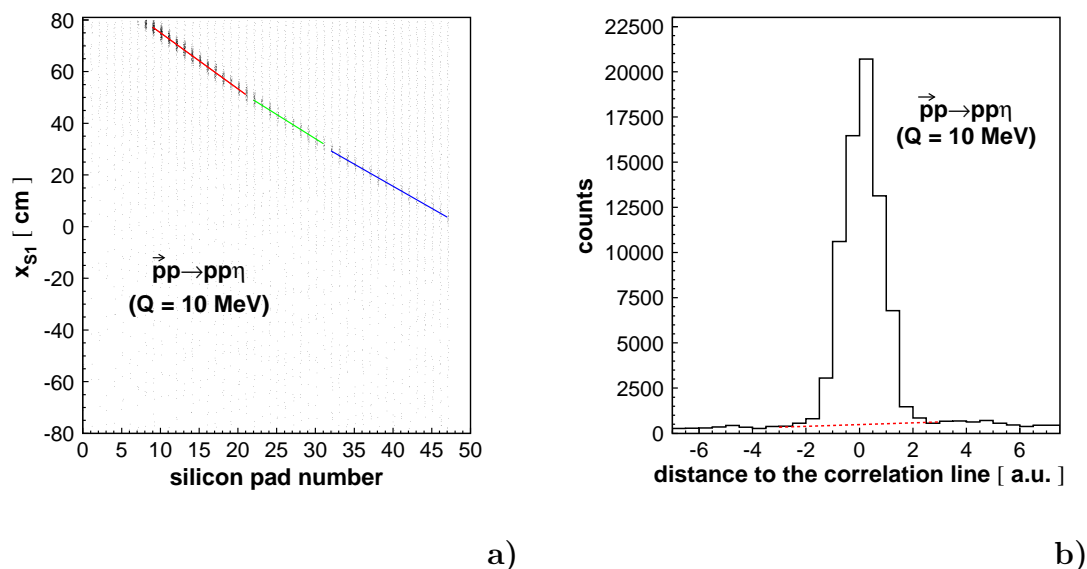 80
60
40
20
0
-20
-40
-60
-80
x_S1 [ cm ]
→
pp→ppη
(Q = 10 MeV)
0 5 10 15 20 25 30 35 40 45 50
silicon pad number
a)
22500
20000
17500
15000
12500
10000
7500
5000
2500
0
counts
→
pp→ppη
(Q = 10 MeV)
-6 -4 -2 0 2 4 6
distance to the correlation line [ a.u. ]
b)